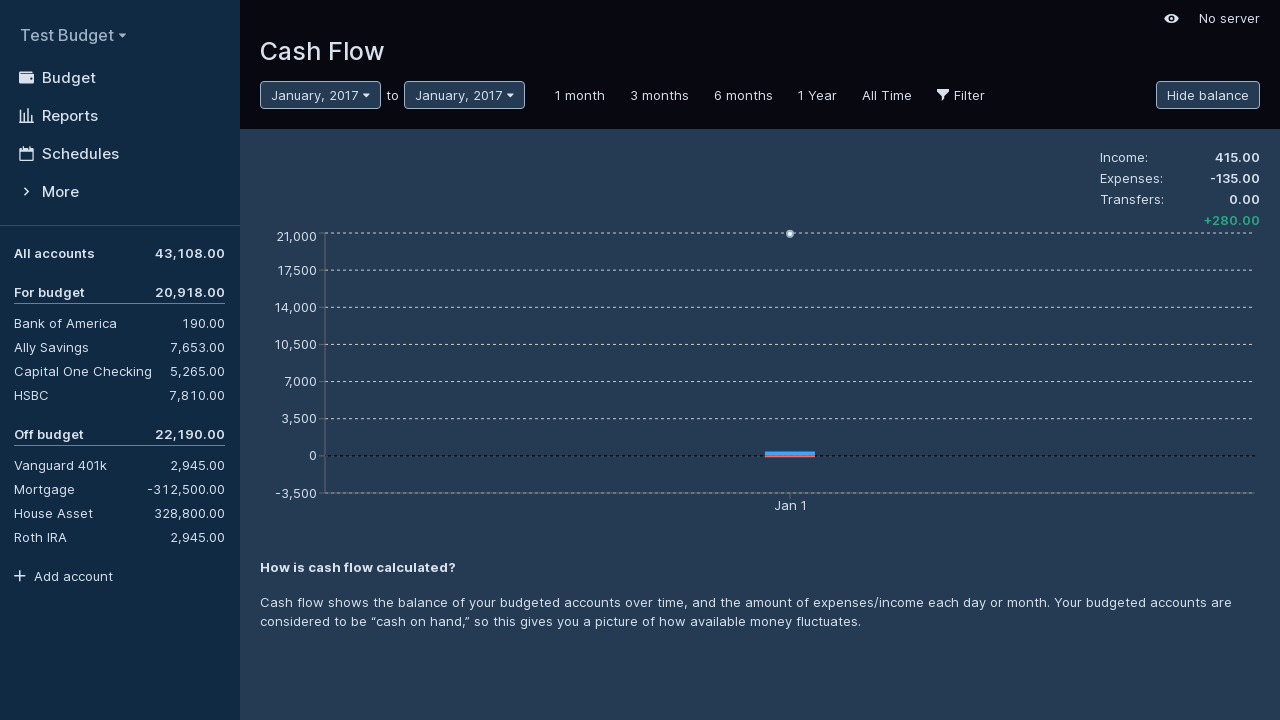 Test Budget
Budget
Reports
Schedules
More
All accounts 43,108.00
For budget 20,918.00
Bank of America 190.00
Ally Savings 7,653.00
Capital One Checking 5,265.00
HSBC 7,810.00
Off budget 22,190.00
Vanguard 401k 2,945.00
Mortgage -312,500.00
House Asset 328,800.00
Roth IRA 2,945.00
Add account
No server
Cash Flow
January, 2017 to January, 2017 1 month 3 months 6 months 1 Year All Time Filter Hide balance
Income: 415.00
Expenses: -135.00
Transfers: 0.00
+280.00
21,000
17,500
14,000
10,500
7,000
3,500
0
-3,500
Jan 1
How is cash flow calculated?
Cash flow shows the balance of your budgeted accounts over time, and the amount of expenses/income each day or month. Your budgeted accounts are
considered to be “cash on hand,” so this gives you a picture of how available money fluctuates.